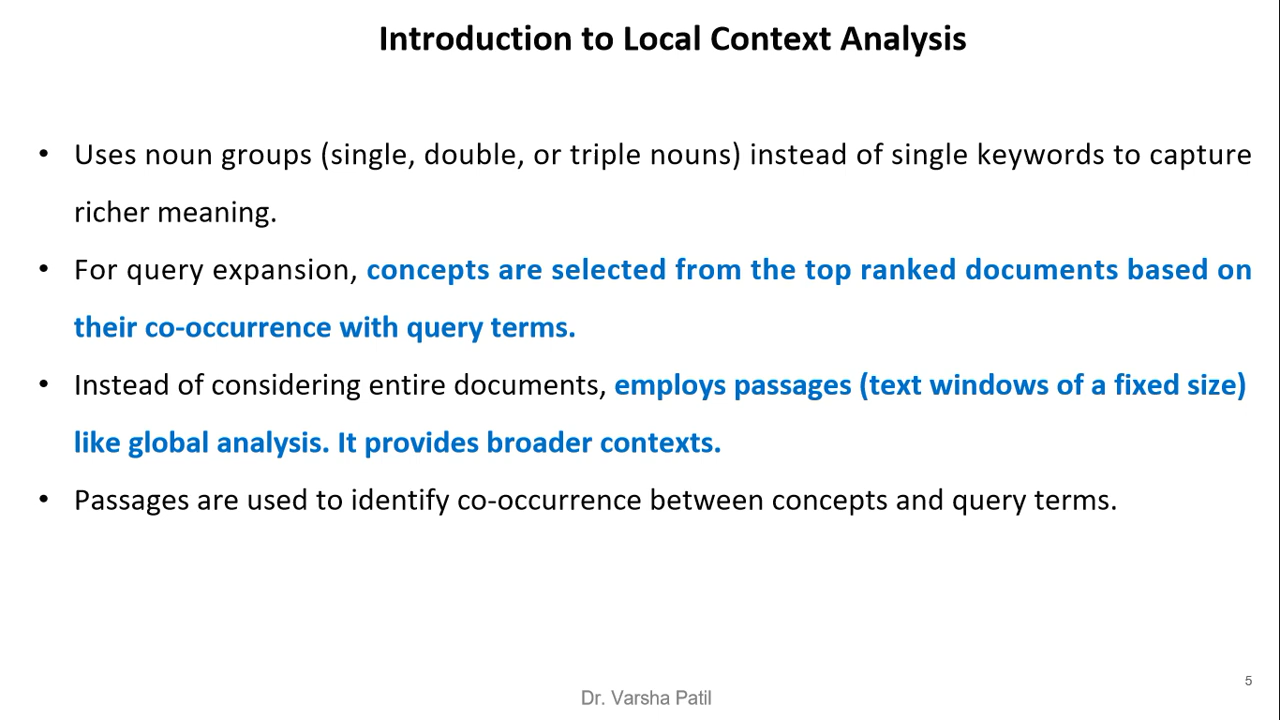 Introduction to Local Context Analysis
• Uses noun groups (single, double, or triple nouns) instead of single keywords to capture
richer meaning.
• For query expansion, concepts are selected from the top ranked documents based on
their co-occurrence with query terms.
• Instead of considering entire documents, employs passages (text windows of a fixed size)
like global analysis. It provides broader contexts.
• Passages are used to identify co-occurrence between concepts and query terms.
5
Dr. Varsha Patil